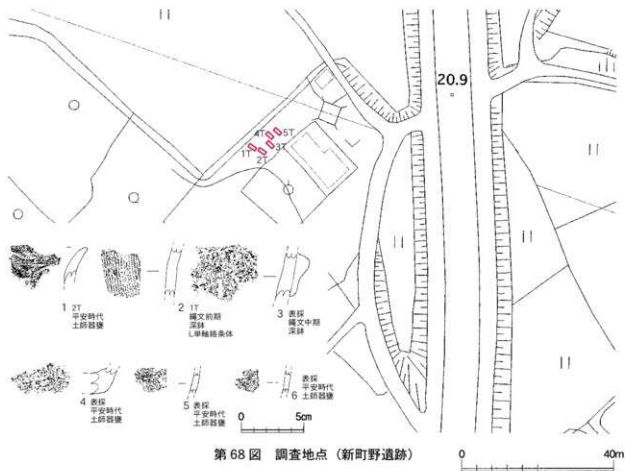 20.9
4T
5T
1T
3T
2T
1 2T
平安時代
土師器甕
2 1T
縄文前期
深鉢
L単軸絡条体
3 表採
縄文中期
深鉢
4 表採
平安時代
土師器甕
5 表採
平安時代
土師器甕
6 表採
平安時代
土師器甕
0 5cm
第68図 調査地点（新町野遺跡）
0 40m